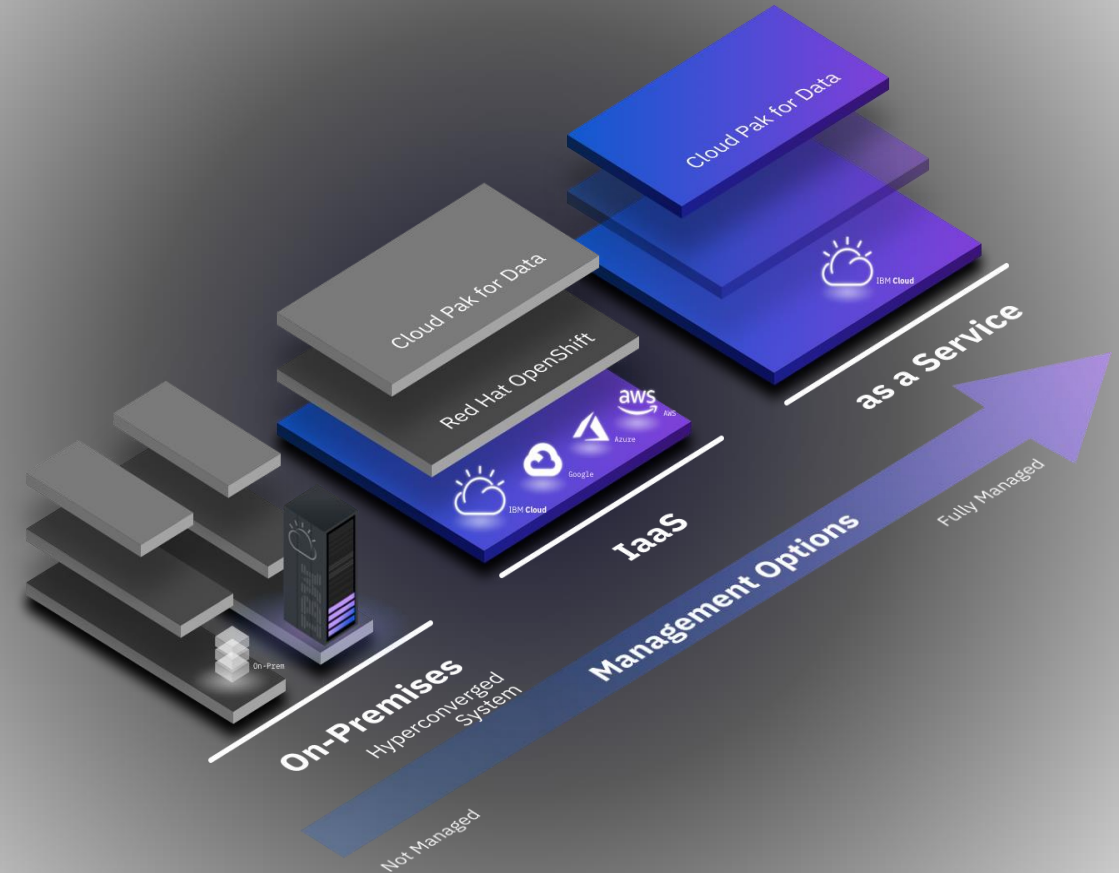 Cloud Pak for Data
IBM Cloud
as a Service
Cloud Pak for Data
Red Hat OpenShift
aws
AWS
Azure
Google
IBM Cloud
IaaS
IBM
On-Prem
On-Premises
Hyperconverged
System
Management Options
Not Managed
Fully Managed